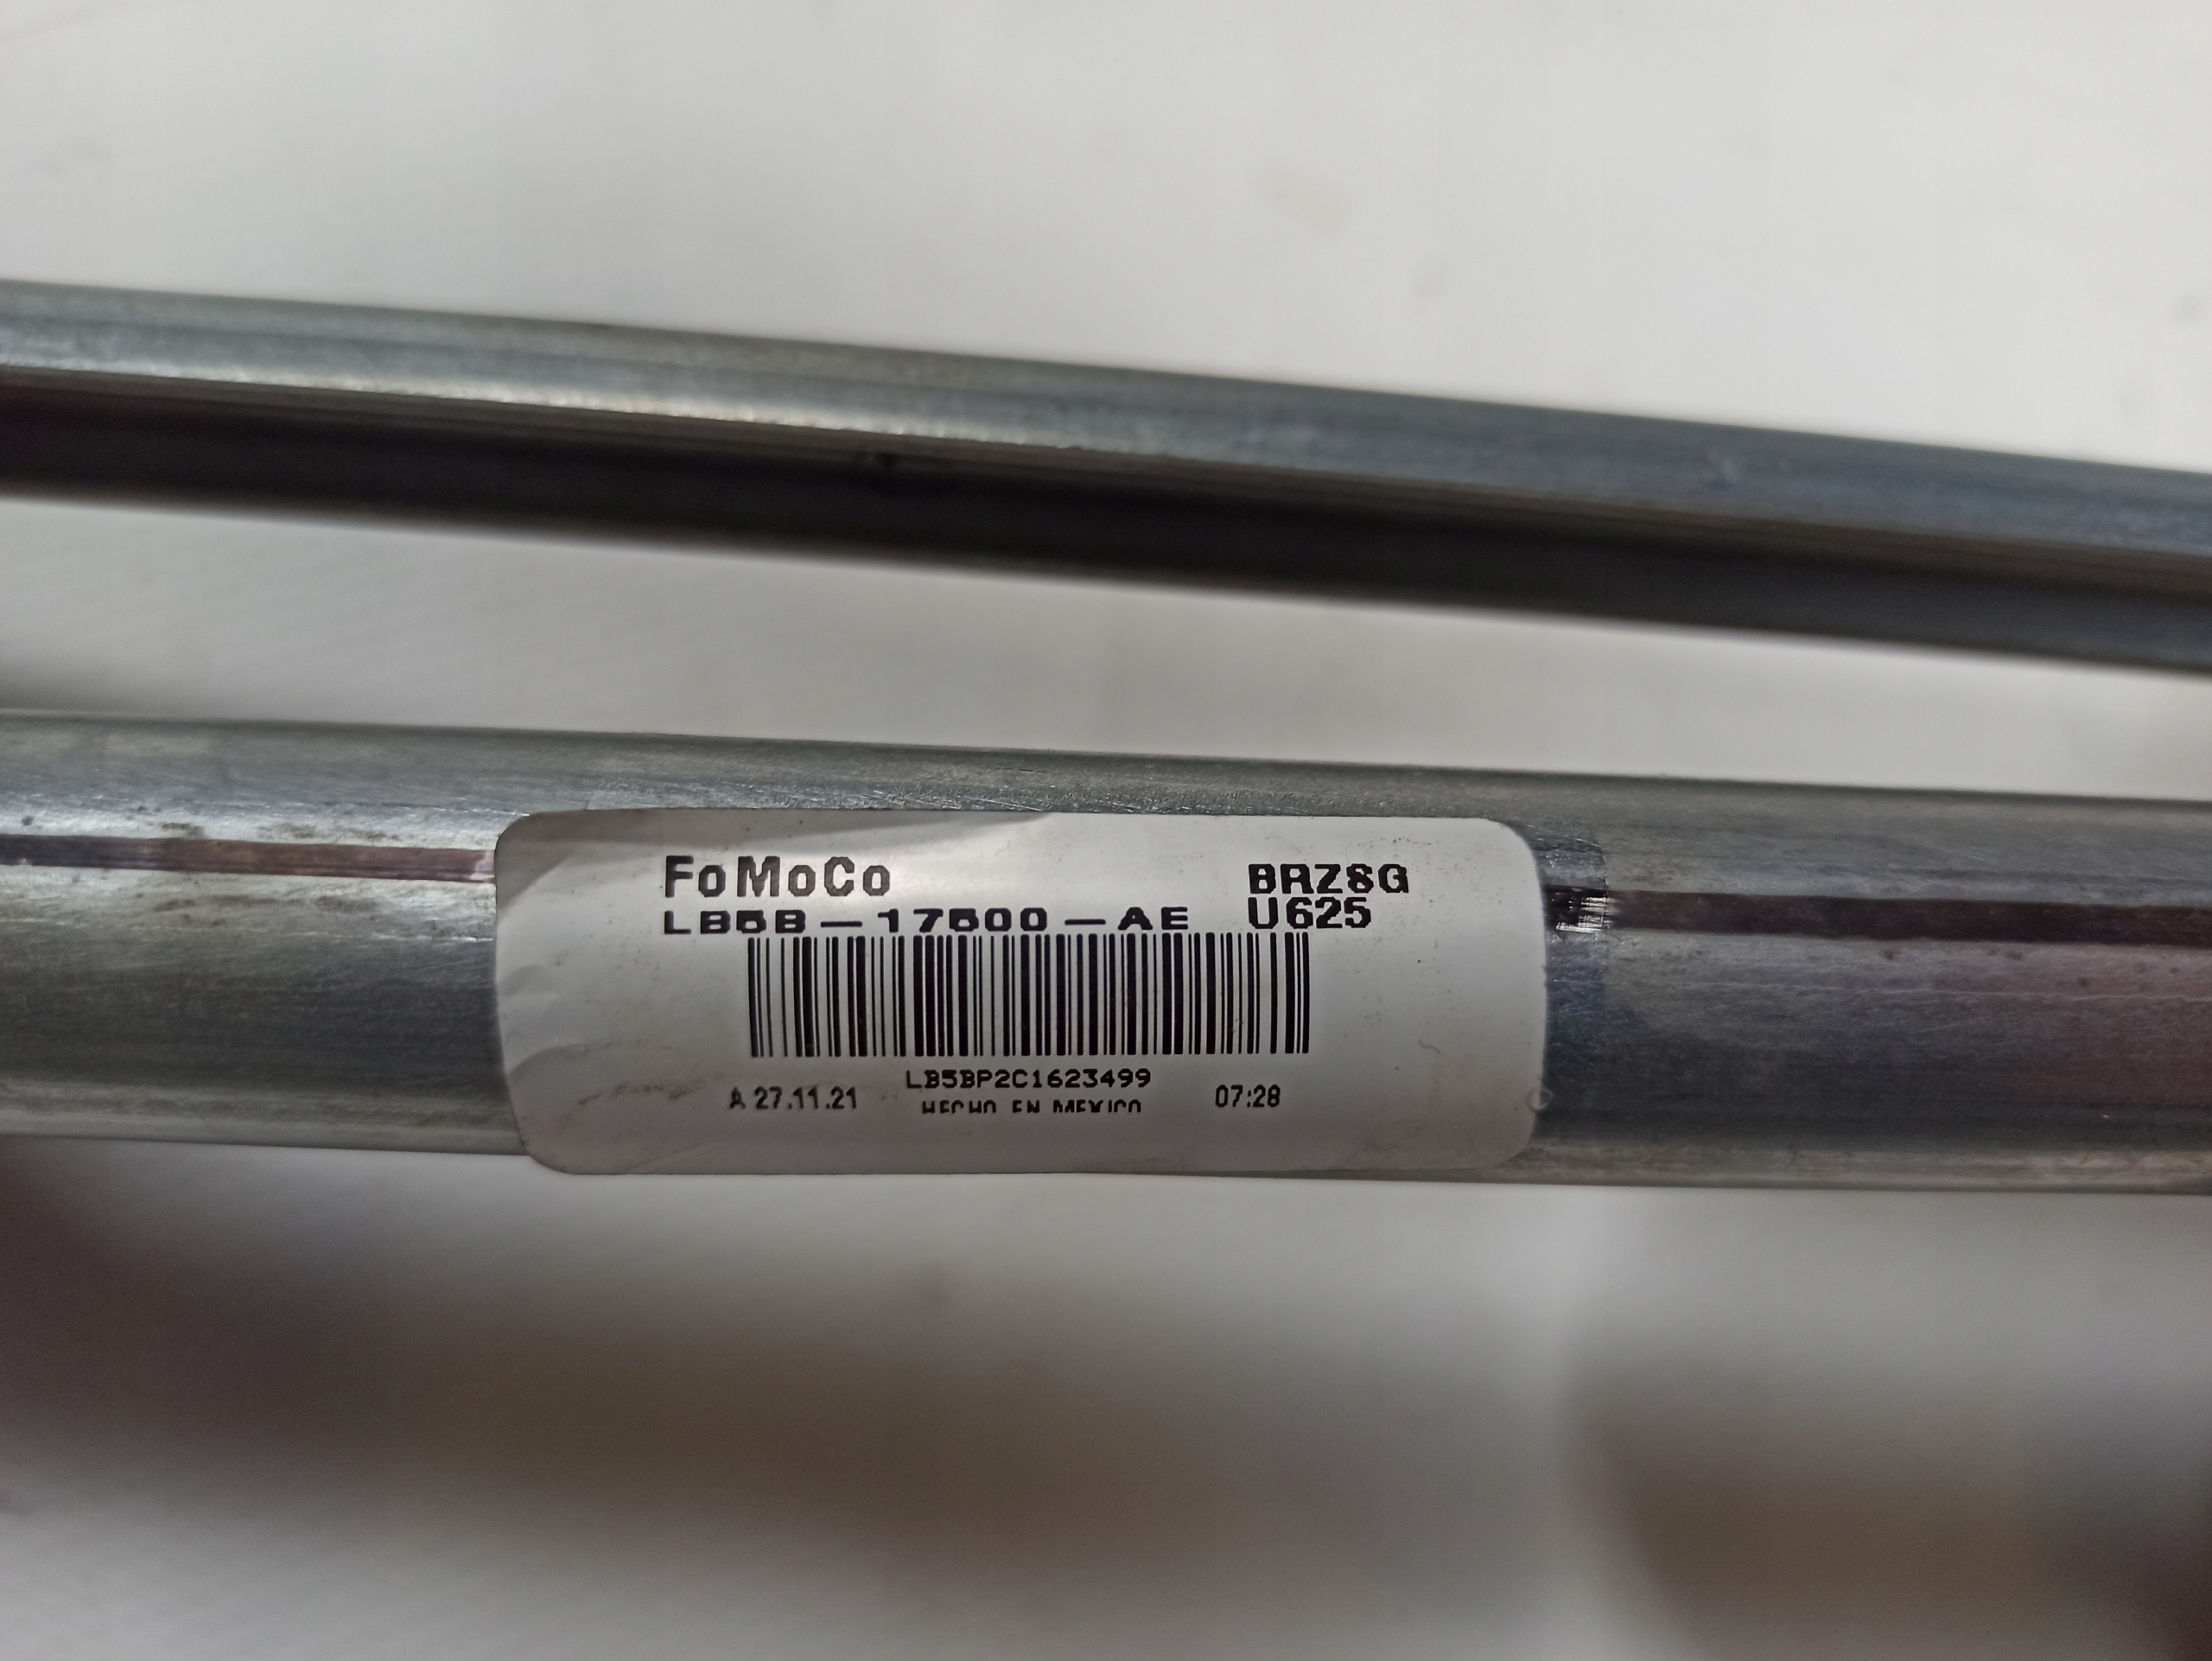 FoMoCo
BRZ8G
LB5B-17500-AE
U625
LB5BP2C1623499
A 27.11.21
HECHO EN MEXICO
07:28